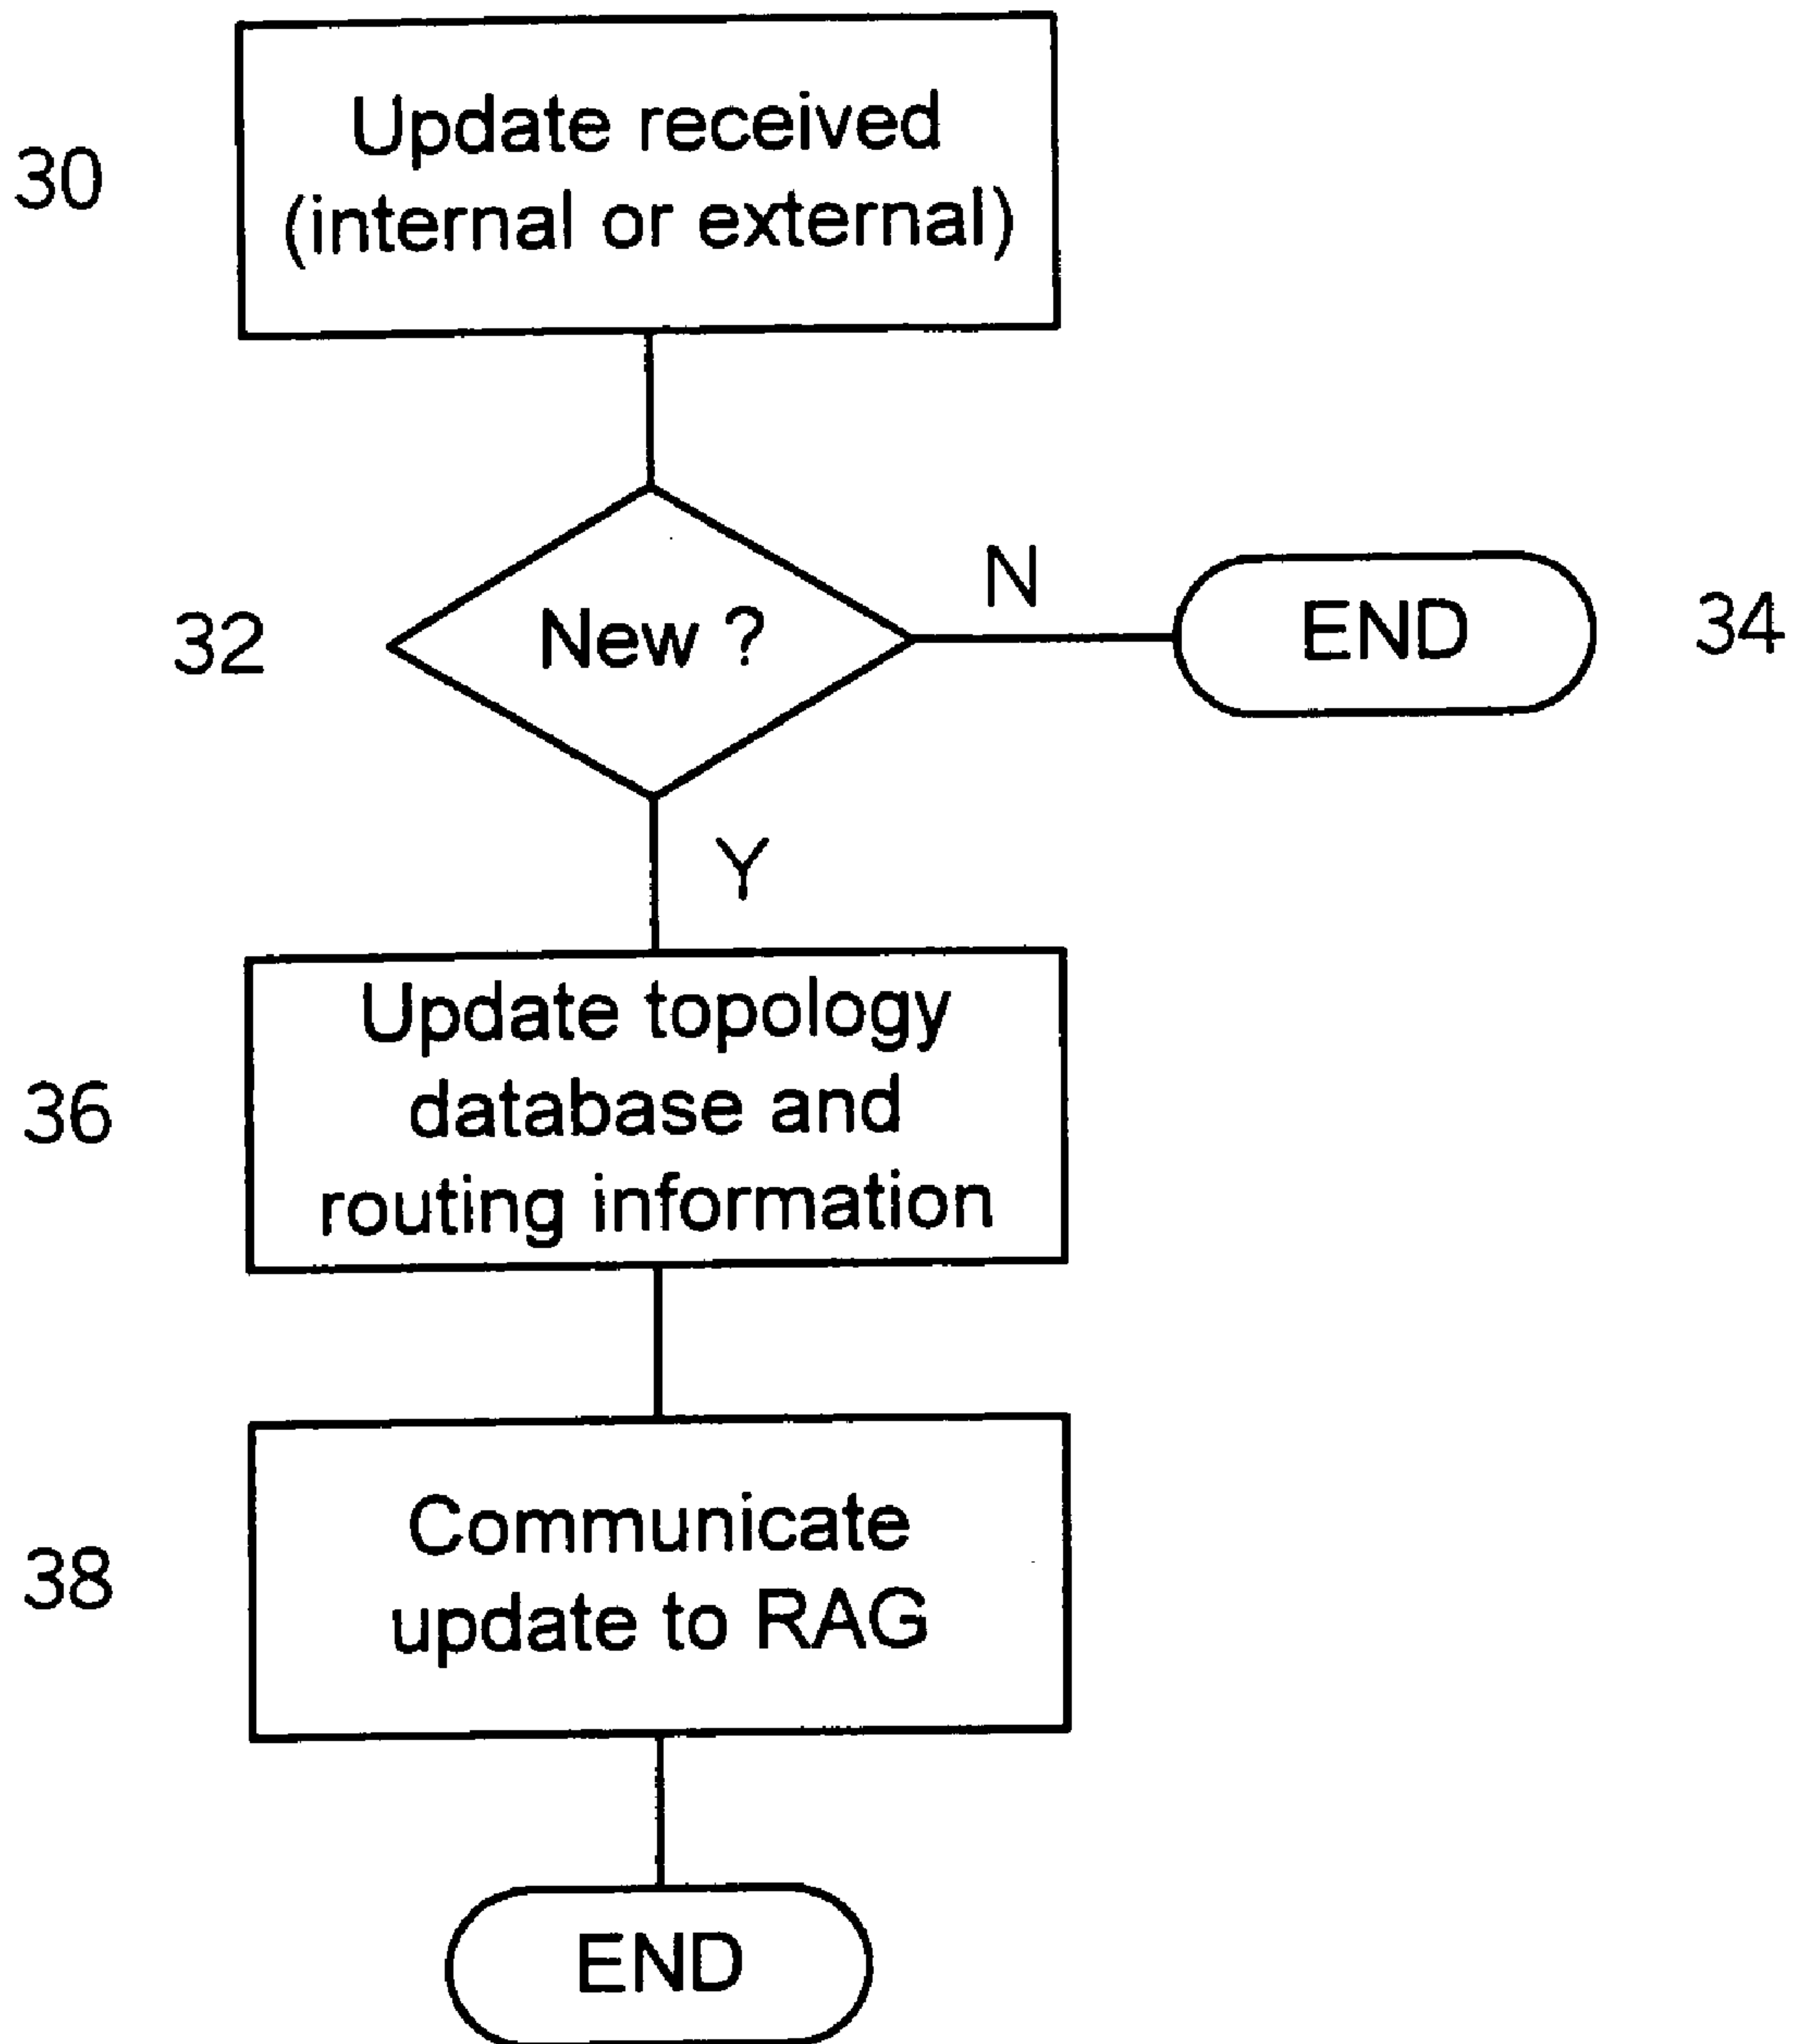 30
Update received
(internal or external)
32
New ?
N
END
34
Y
36
Update topology
database and
routing information
38
Communicate
update to RAG
END